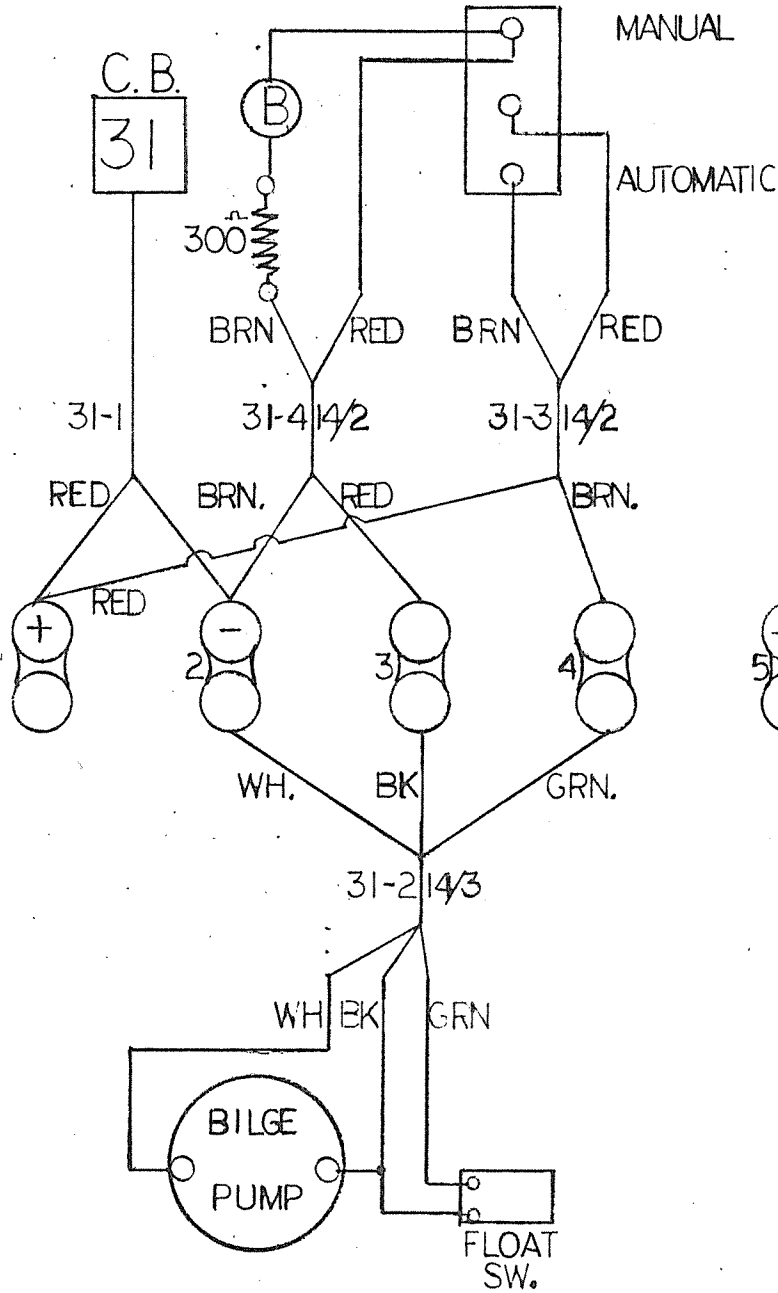 MANUAL
C. B.
31
B
AUTOMATIC
300
BRN RED BRN RED
31-1 31-4 14/2 31-3 14/2
RED BRN. RED BRN.
RED
+ -
2 3 4 5
WH. BK GRN.
31-2 14/3
WH BK GRN
BILGE
PUMP
FLOAT
SW.